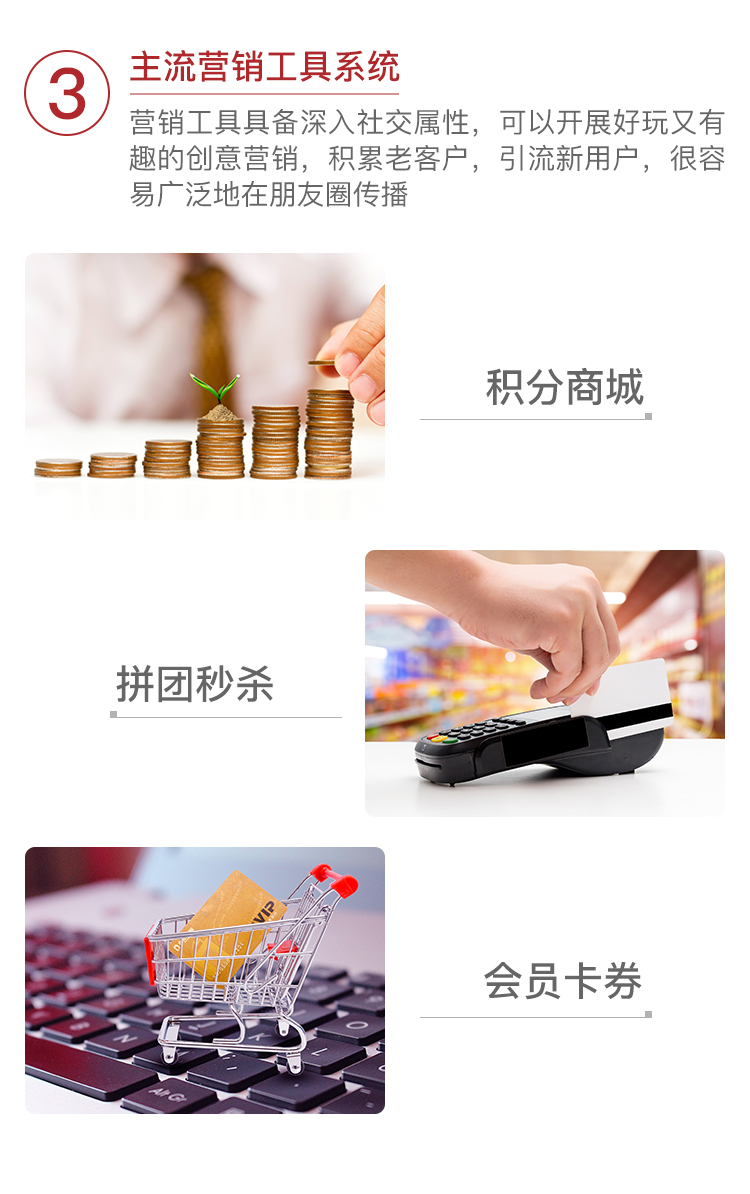 3
主流营销工具系统
营销工具具备深入社交属性，可以开展好玩又有
趣的创意营销，积累老客户，引流新用户，很容
易广泛地在朋友圈传播
积分商城
拼团秒杀
会员卡券
VIP
N
K
L
O
P
Alt Gr